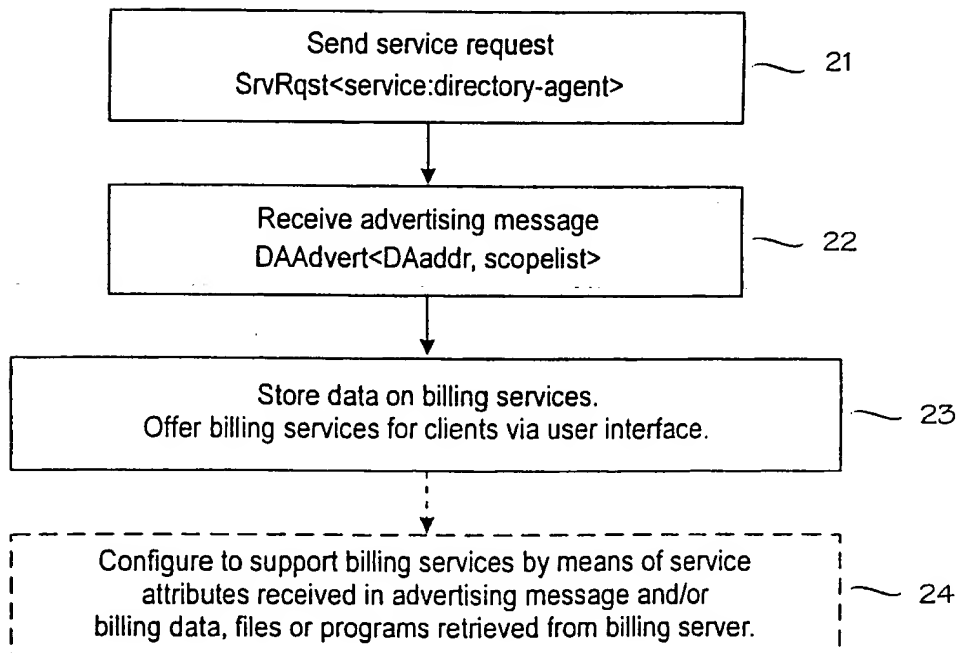 Send service request
SrvRqst<service:directory-agent>
21
Receive advertising message
DAAdvert<DAaddr, scopelist>
22
Store data on billing services.
Offer billing services for clients via user interface.
23
Configure to support billing services by means of service
attributes received in advertising message and/or
billing data, files or programs retrieved from billing server.
24